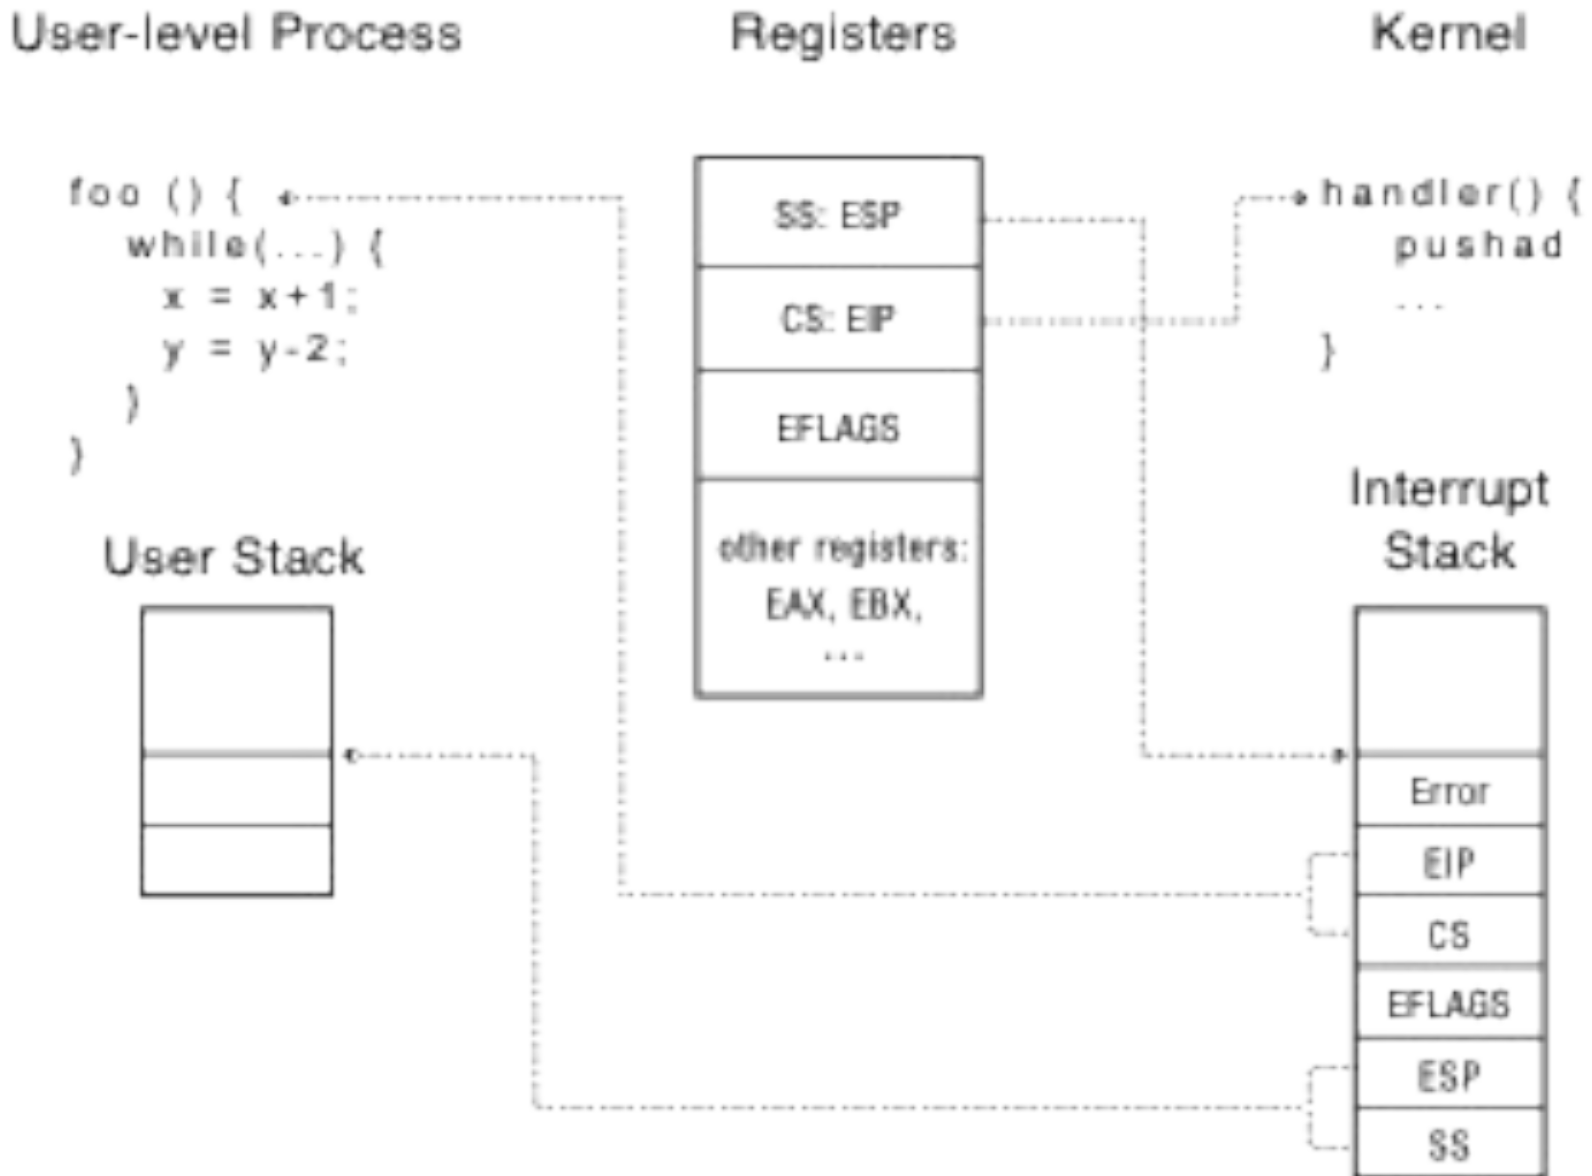 User-level Process
foo () {
while(...) {
x = x+1;
y = y-2;
}
}
User Stack
Registers
SS: ESP
CS: EIP
EFLAGS
other registers:
EAX, EBX,
...
Kernel
handler() {
pushad
...
}
Interrupt
Stack
Error
EIP
CS
EFLAGS
ESP
SS